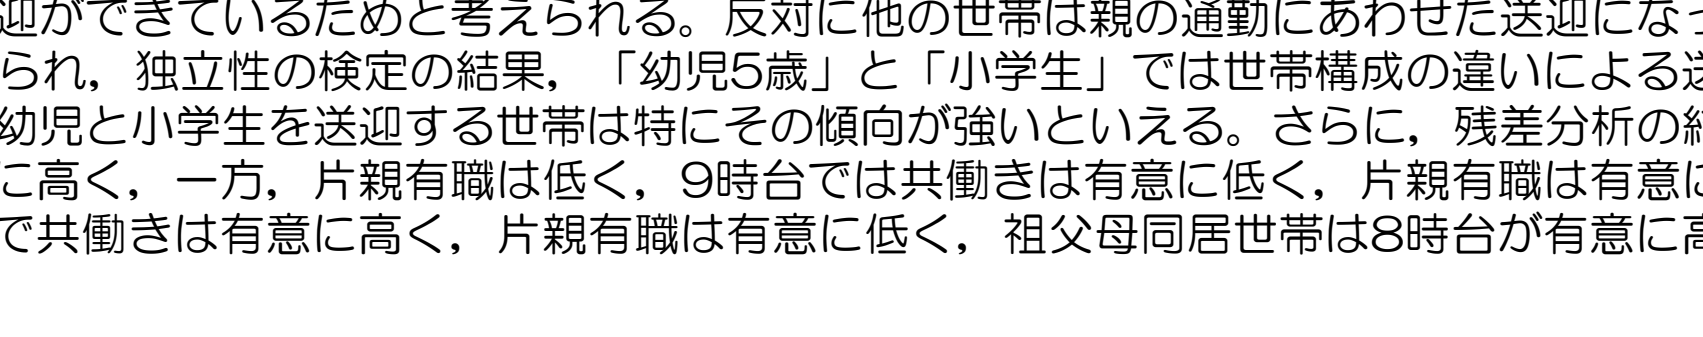 迎ができているためと考えられる。反対に他の世帯は親の通勤にあわせた送迎になっ
られ，独立性の検定の結果，「幼児5歳」と「小学生」では世帯構成の違いによる送
幼児と小学生を送迎する世帯は特にその傾向が強いといえる。さらに，残差分析の結
に高く，一方，片親有職は低く，9時台では共働きは有意に低く，片親有職は有意に
で共働きは有意に高く，片親有職は有意に低く，祖父母同居世帯は8時台が有意に高